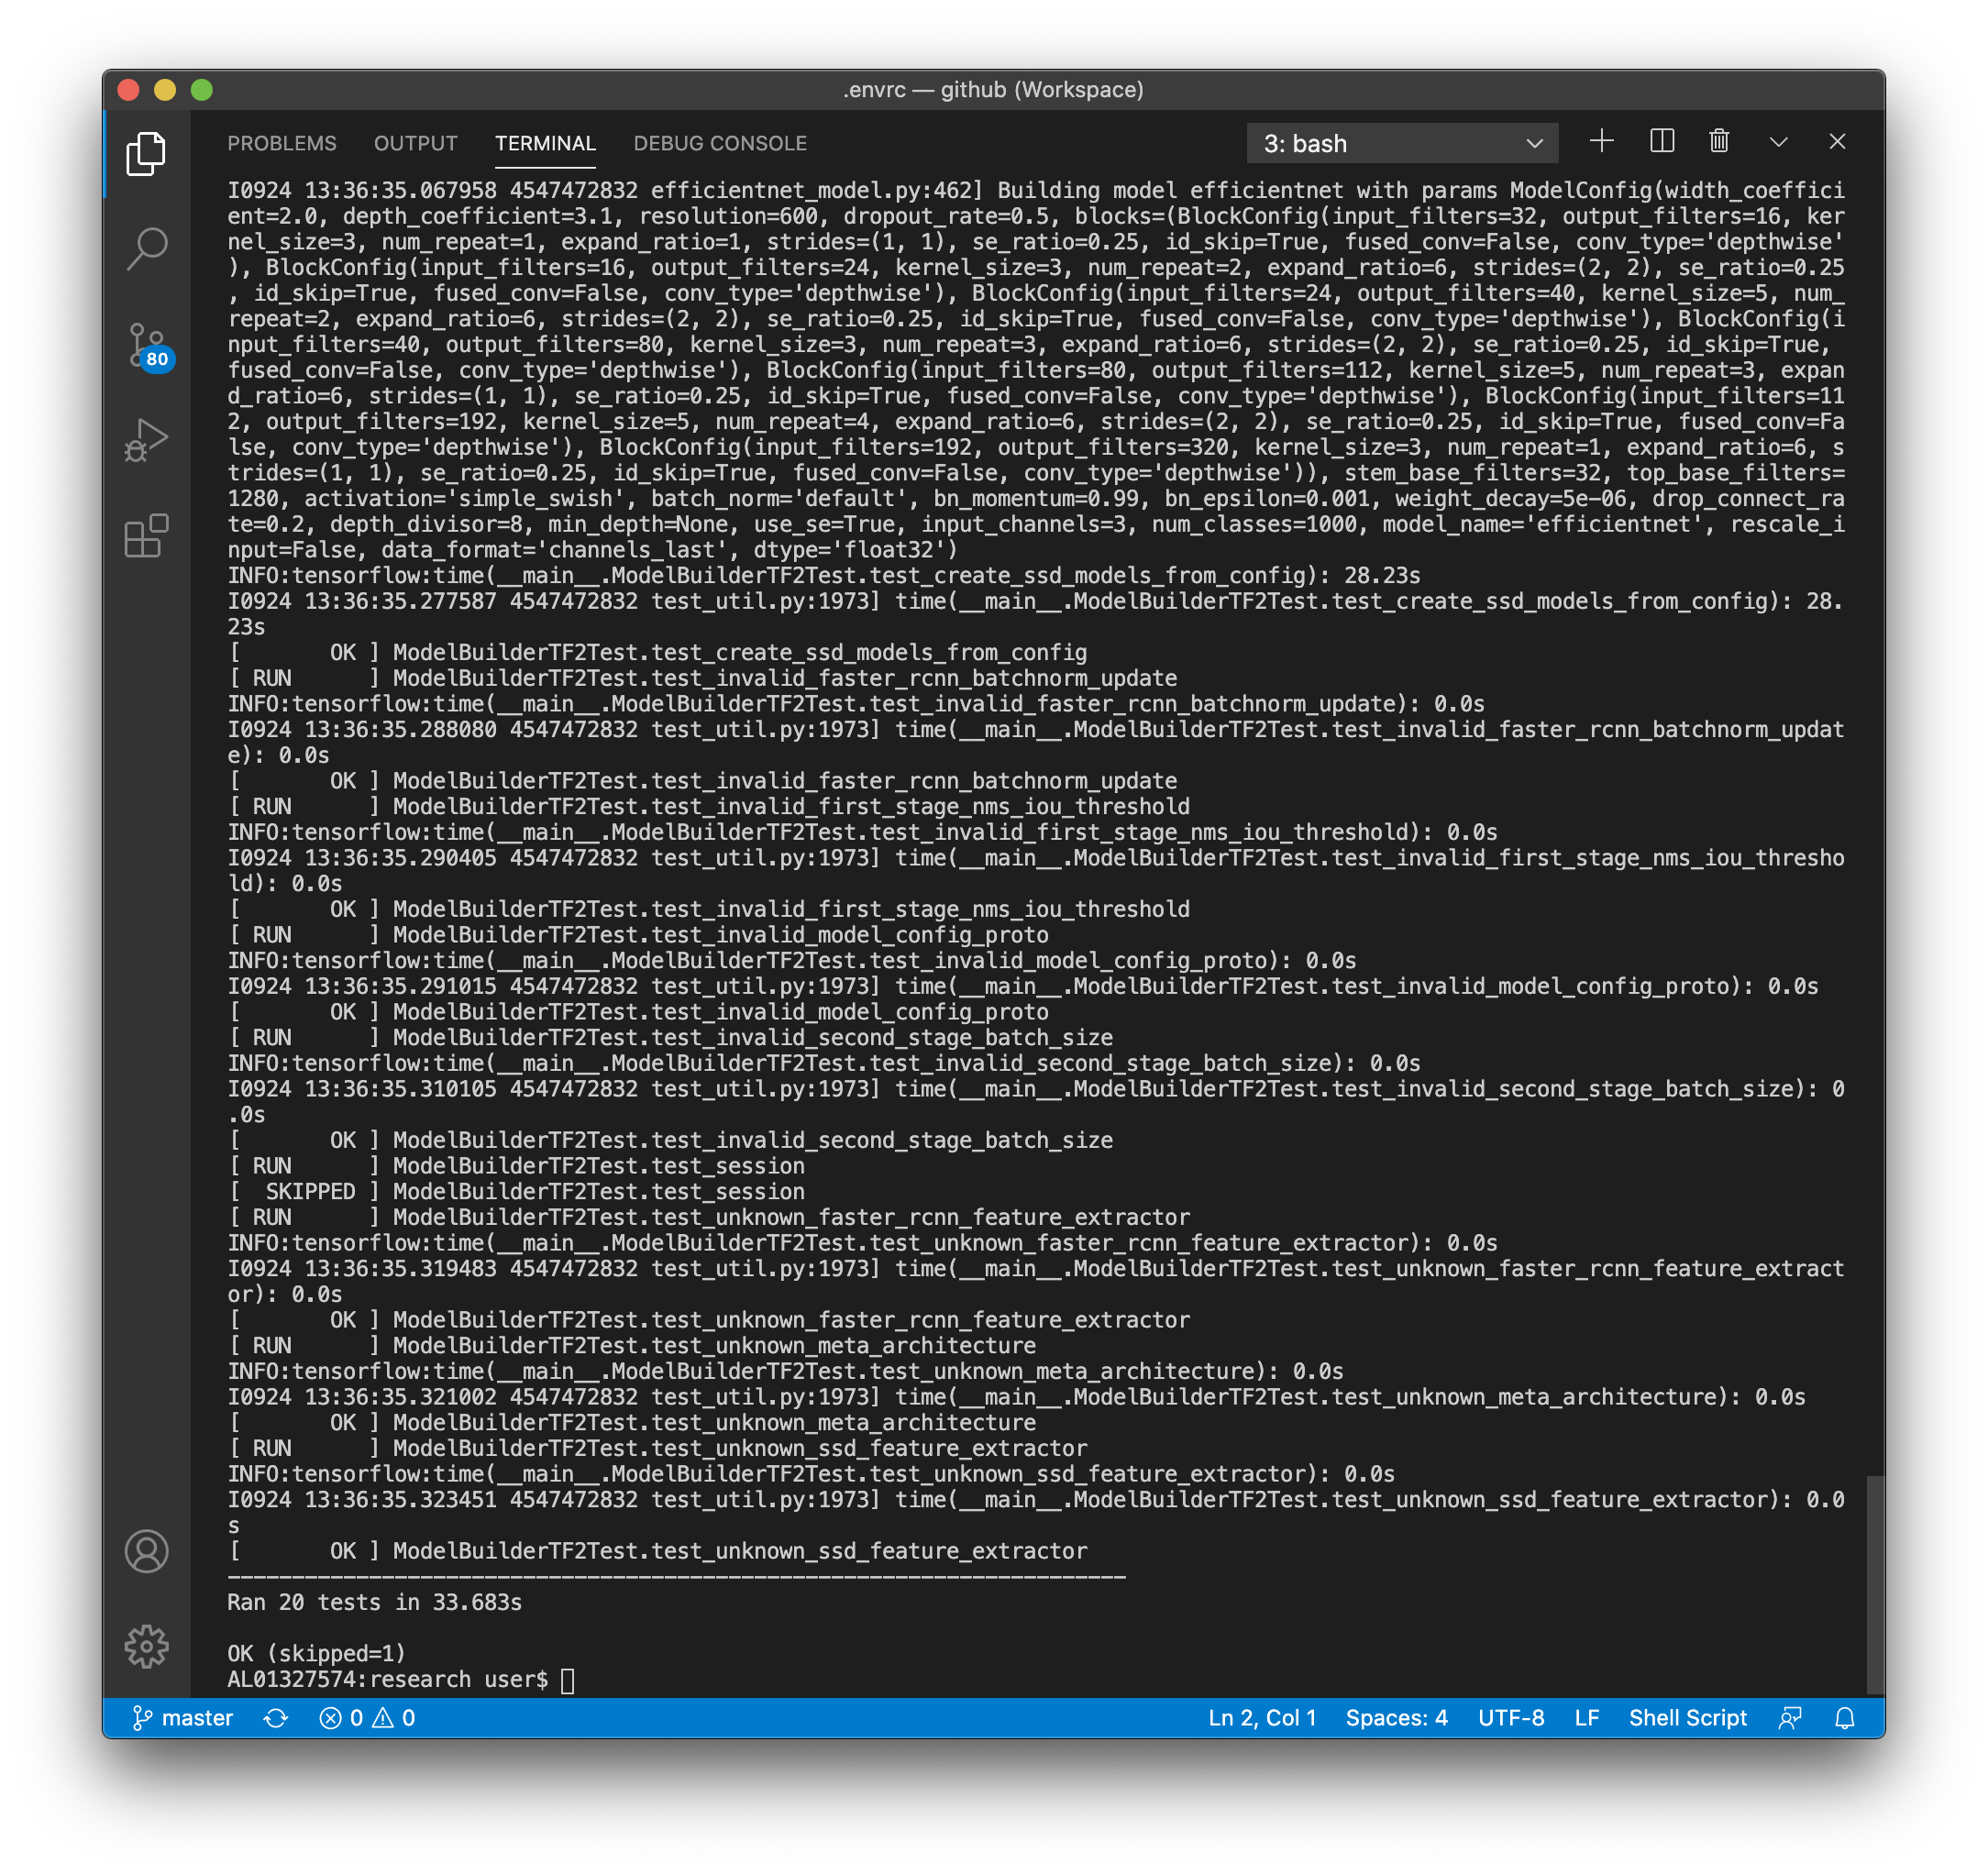 .envrc — github (Workspace)
PROBLEMS OUTPUT TERMINAL DEBUG CONSOLE 3: bash
I0924 13:36:35.067958 4547472832 efficientnet_model.py:462] Building model efficientnet with params ModelConfig(width_coeffici
ent=2.0, depth_coefficient=3.1, resolution=600, dropout_rate=0.5, blocks=(BlockConfig(input_filters=32, output_filters=16, ker
nel_size=3, num_repeat=1, expand_ratio=1, strides=(1, 1), se_ratio=0.25, id_skip=True, fused_conv=False, conv_type='depthwise'
), BlockConfig(input_filters=16, output_filters=24, kernel_size=3, num_repeat=2, expand_ratio=6, strides=(2, 2), se_ratio=0.25
, id_skip=True, fused_conv=False, conv_type='depthwise'), BlockConfig(input_filters=24, output_filters=40, kernel_size=5, num_
repeat=2, expand_ratio=6, strides=(2, 2), se_ratio=0.25, id_skip=True, fused_conv=False, conv_type='depthwise'), BlockConfig(i
nput_filters=40, output_filters=80, kernel_size=3, num_repeat=3, expand_ratio=6, strides=(2, 2), se_ratio=0.25, id_skip=True,
fused_conv=False, conv_type='depthwise'), BlockConfig(input_filters=80, output_filters=112, kernel_size=5, num_repeat=3, expan
d_ratio=6, strides=(1, 1), se_ratio=0.25, id_skip=True, fused_conv=False, conv_type='depthwise'), BlockConfig(input_filters=11
2, output_filters=192, kernel_size=5, num_repeat=4, expand_ratio=6, strides=(2, 2), se_ratio=0.25, id_skip=True, fused_conv=Fa
lse, conv_type='depthwise'), BlockConfig(input_filters=192, output_filters=320, kernel_size=3, num_repeat=1, expand_ratio=6, s
trides=(1, 1), se_ratio=0.25, id_skip=True, fused_conv=False, conv_type='depthwise')), stem_base_filters=32, top_base_filters=
1280, activation='simple_swish', batch_norm='default', bn_momentum=0.99, bn_epsilon=0.001, weight_decay=5e-06, drop_connect_ra
te=0.2, depth_divisor=8, min_depth=None, use_se=True, input_channels=3, num_classes=1000, model_name='efficientnet', rescale_i
nput=False, data_format='channels_last', dtype='float32')
INFO:tensorflow:time(__main__.ModelBuilderTF2Test.test_create_ssd_models_from_config): 28.23s
I0924 13:36:35.277587 4547472832 test_util.py:1973] time(__main__.ModelBuilderTF2Test.test_create_ssd_models_from_config): 28.
23s
[       OK ] ModelBuilderTF2Test.test_create_ssd_models_from_config
[ RUN      ] ModelBuilderTF2Test.test_invalid_faster_rcnn_batchnorm_update
INFO:tensorflow:time(__main__.ModelBuilderTF2Test.test_invalid_faster_rcnn_batchnorm_update): 0.0s
I0924 13:36:35.288080 4547472832 test_util.py:1973] time(__main__.ModelBuilderTF2Test.test_invalid_faster_rcnn_batchnorm_updat
e): 0.0s
[       OK ] ModelBuilderTF2Test.test_invalid_faster_rcnn_batchnorm_update
[ RUN      ] ModelBuilderTF2Test.test_invalid_first_stage_nms_iou_threshold
INFO:tensorflow:time(__main__.ModelBuilderTF2Test.test_invalid_first_stage_nms_iou_threshold): 0.0s
I0924 13:36:35.290405 4547472832 test_util.py:1973] time(__main__.ModelBuilderTF2Test.test_invalid_first_stage_nms_iou_thresho
ld): 0.0s
[       OK ] ModelBuilderTF2Test.test_invalid_first_stage_nms_iou_threshold
[ RUN      ] ModelBuilderTF2Test.test_invalid_model_config_proto
INFO:tensorflow:time(__main__.ModelBuilderTF2Test.test_invalid_model_config_proto): 0.0s
I0924 13:36:35.291015 4547472832 test_util.py:1973] time(__main__.ModelBuilderTF2Test.test_invalid_model_config_proto): 0.0s
[       OK ] ModelBuilderTF2Test.test_invalid_model_config_proto
[ RUN      ] ModelBuilderTF2Test.test_invalid_second_stage_batch_size
INFO:tensorflow:time(__main__.ModelBuilderTF2Test.test_invalid_second_stage_batch_size): 0.0s
I0924 13:36:35.310105 4547472832 test_util.py:1973] time(__main__.ModelBuilderTF2Test.test_invalid_second_stage_batch_size): 0
.0s
[       OK ] ModelBuilderTF2Test.test_invalid_second_stage_batch_size
[ RUN      ] ModelBuilderTF2Test.test_session
[  SKIPPED ] ModelBuilderTF2Test.test_session
[ RUN      ] ModelBuilderTF2Test.test_unknown_faster_rcnn_feature_extractor
INFO:tensorflow:time(__main__.ModelBuilderTF2Test.test_unknown_faster_rcnn_feature_extractor): 0.0s
I0924 13:36:35.319483 4547472832 test_util.py:1973] time(__main__.ModelBuilderTF2Test.test_unknown_faster_rcnn_feature_extract
or): 0.0s
[       OK ] ModelBuilderTF2Test.test_unknown_faster_rcnn_feature_extractor
[ RUN      ] ModelBuilderTF2Test.test_unknown_meta_architecture
INFO:tensorflow:time(__main__.ModelBuilderTF2Test.test_unknown_meta_architecture): 0.0s
I0924 13:36:35.321002 4547472832 test_util.py:1973] time(__main__.ModelBuilderTF2Test.test_unknown_meta_architecture): 0.0s
[       OK ] ModelBuilderTF2Test.test_unknown_meta_architecture
[ RUN      ] ModelBuilderTF2Test.test_unknown_ssd_feature_extractor
INFO:tensorflow:time(__main__.ModelBuilderTF2Test.test_unknown_ssd_feature_extractor): 0.0s
I0924 13:36:35.323451 4547472832 test_util.py:1973] time(__main__.ModelBuilderTF2Test.test_unknown_ssd_feature_extractor): 0.0
s
[       OK ] ModelBuilderTF2Test.test_unknown_ssd_feature_extractor
----------------------------------------------------------------------
Ran 20 tests in 33.683s
OK (skipped=1)
AL01327574:research user$
80
master 0 0 Ln 2, Col 1 Spaces: 4 UTF-8 LF Shell Script